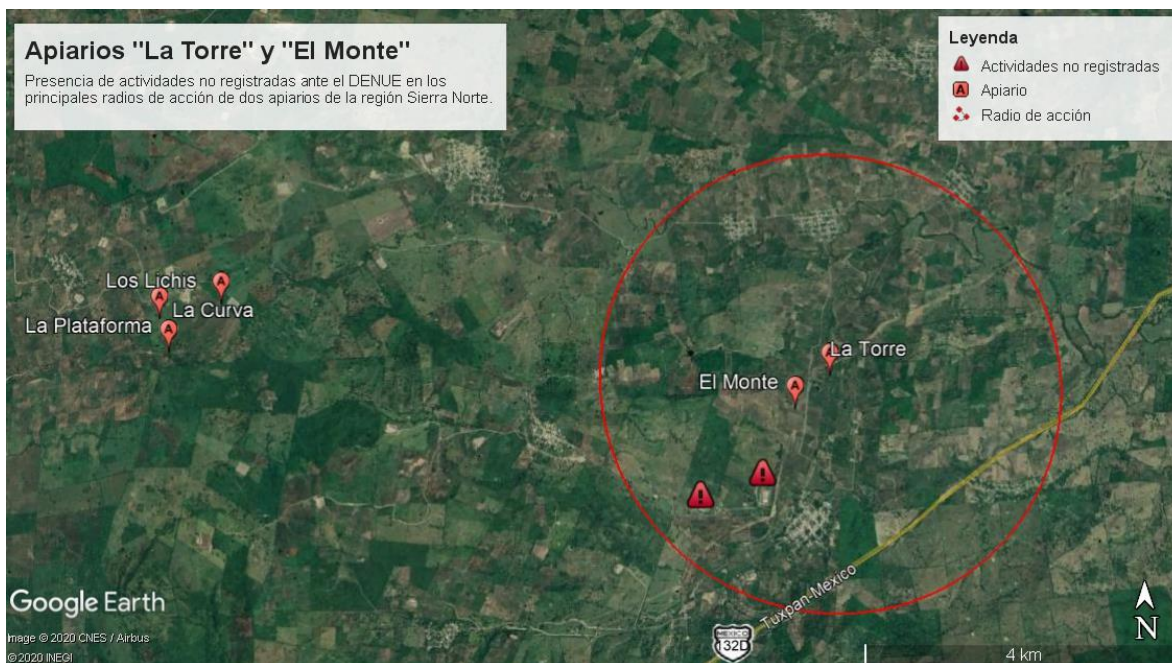 Apiarios "La Torre" y "El Monte"
Presencia de actividades no registradas ante el DENUE en los
principales radios de acción de dos apiarios de la región Sierra Norte.
Leyenda
Actividades no registradas
A Apiario
Radio de acción
Los Lichis
A
A
La Curva
La Plataforma
A
La Torre
El Monte
A
Tuxpan-Mexico
MEXICO
132D
Google Earth
Image © 2020 CNES / Airbus
© 2020 INEGI
N
4 km